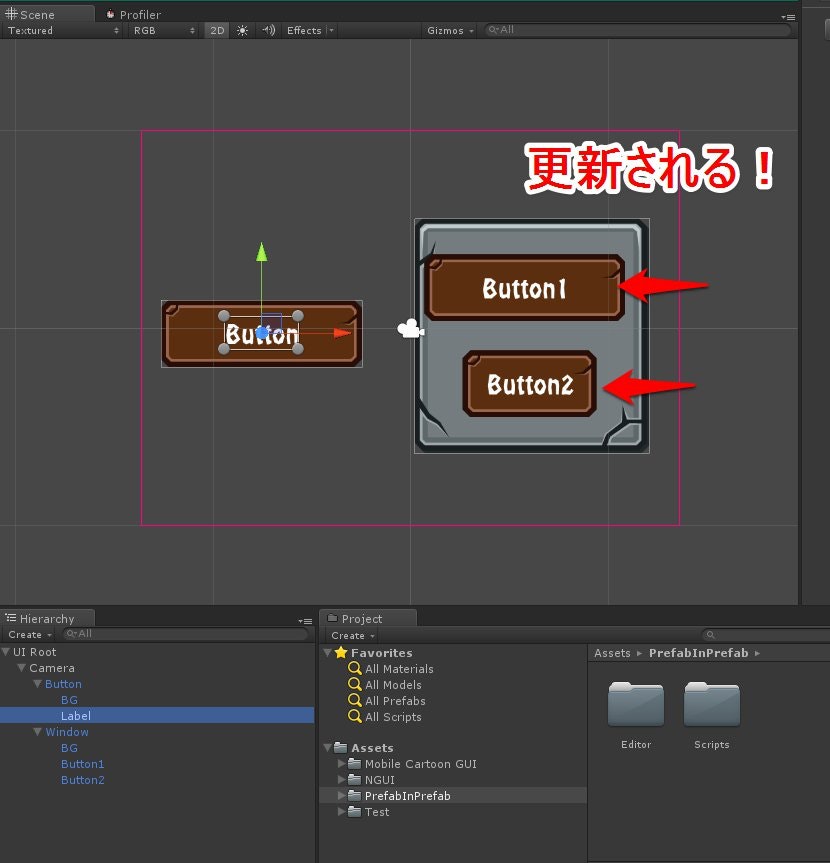 Scene
Profiler
Textured RGB 2D Effects Gizmos All
更新される！
Button1
Button
Button2
Hierarchy
Create All
UI Root
Camera
Button
BG
Label
Window
BG
Button1
Button2
Project
Create
Favorites
All Materials
All Models
All Prefabs
All Scripts
Assets
Mobile Cartoon GUI
NGUI
PrefabInPrefab
Test
Assets ▸ PrefabInPrefab ▸
Editor
Scripts